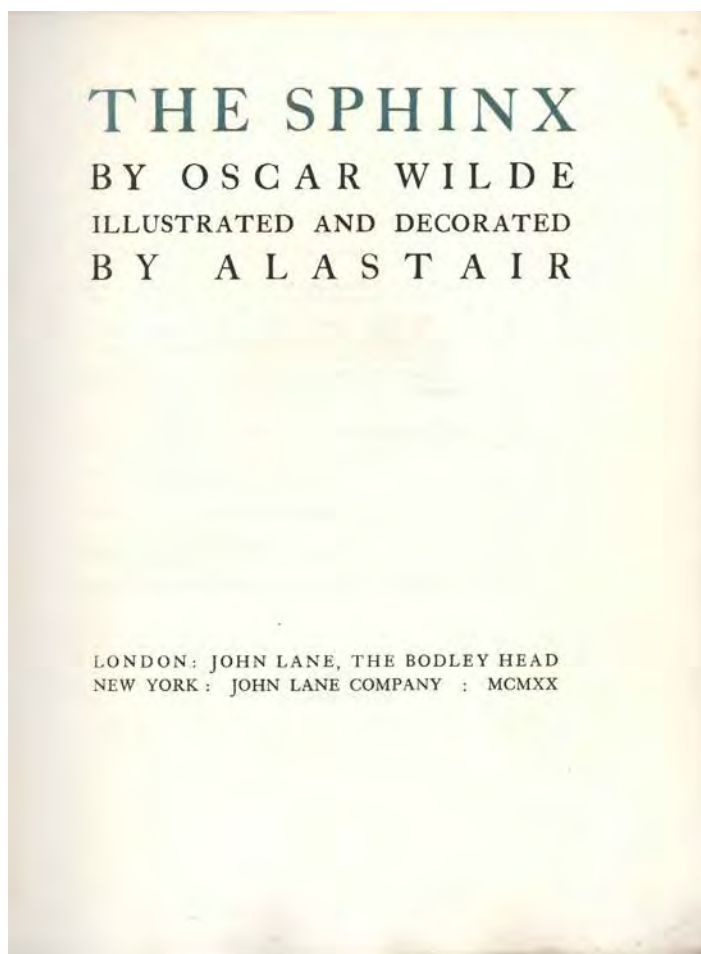 THE SPHINX
BY OSCAR WILDE
ILLUSTRATED AND DECORATED
BY ALASTAIR
LONDON: JOHN LANE, THE BODLEY HEAD
NEW YORK: JOHN LANE COMPANY : MCMXX